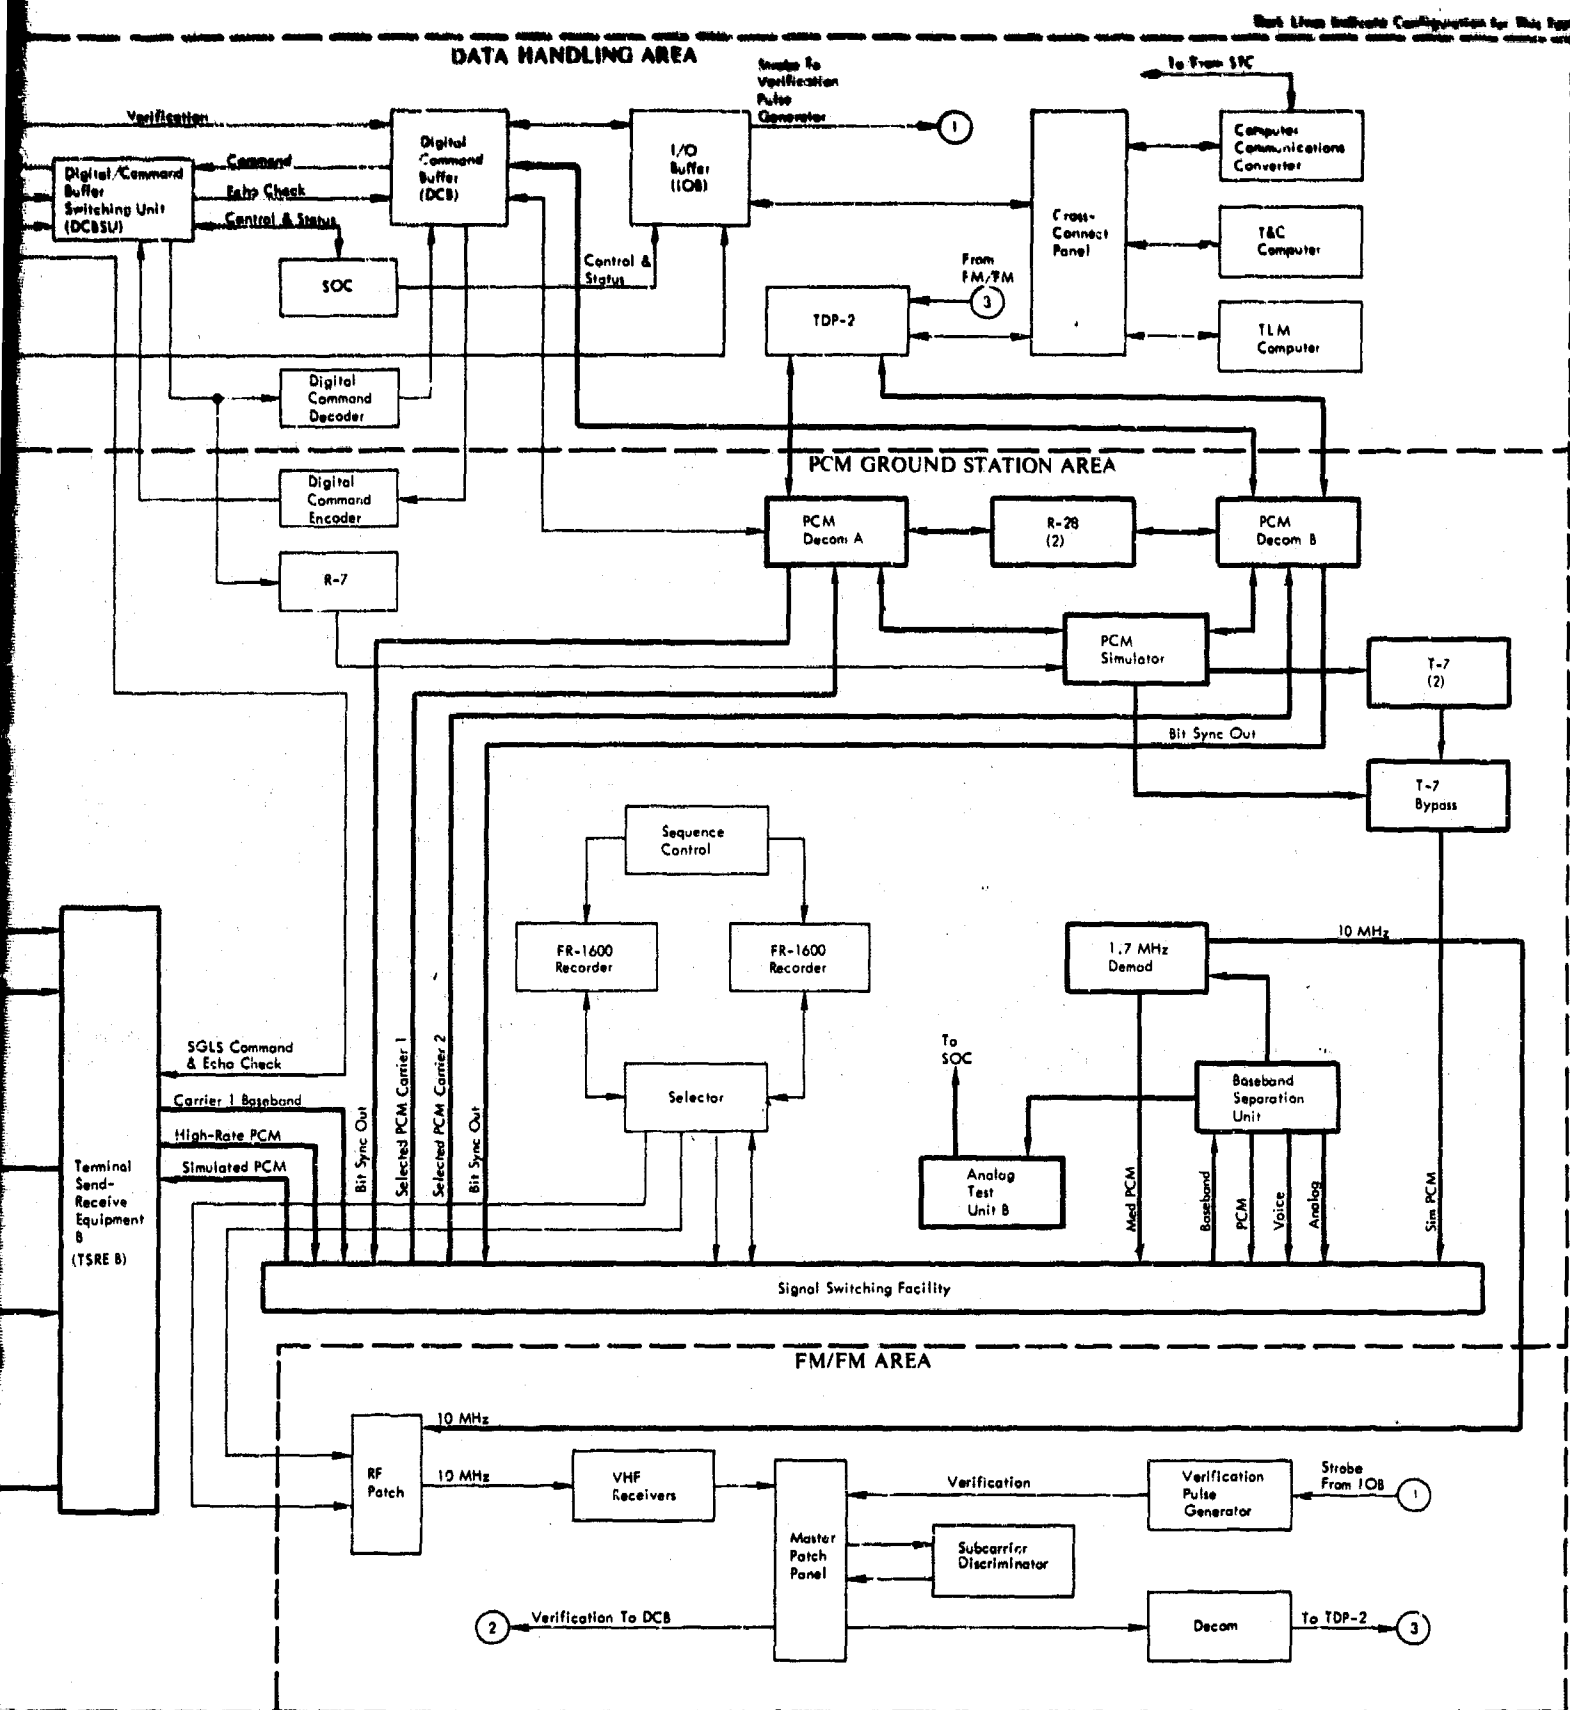 Dark Lines Indicate Configuration for This
DATA HANDLING AREA
Strobe To
Verification
Pulse
Generator
1
To From STC
Verification
Digital/Command
Buffer
Switching Unit
(DCBSU)
Command
Echo Check
Control & Status
Digital
Command
Buffer
(DCB)
I/O
Buffer
(IOB)
Cross-
Connect
Panel
Computer
Communications
Converter
T&C
Computer
TLM
Computer
SOC
Control &
Status
From
FM/FM
3
TDP-2
Digital
Command
Decoder
PCM GROUND STATION AREA
Digital
Command
Encoder
R-7
PCM
Decom A
R-28
(2)
PCM
Decom B
PCM
Simulator
T-7
(2)
Bit Sync Out
T-7
Bypass
Sequence
Control
FR-1600
Recorder
FR-1600
Recorder
Selector
1.7 MHz
Demod
10 MHz
To
SOC
Baseband
Separation
Unit
Analog
Test
Unit B
SGLS Command
& Echo Check
Carrier 1 Baseband
High-Rate PCM
Simulated PCM
Terminal
Send-
Receive
Equipment
B
(TSRE B)
Bit Sync Out
Selected PCM Carrier 1
Selected PCM Carrier 2
Bit Sync Out
Med PCM
Baseband
PCM
Voice
Analog
Sim PCM
Signal Switching Facility
FM/FM AREA
10 MHz
RF
Patch
10 MHz
VHF
Receivers
Master
Patch
Panel
Verification
Verification
Pulse
Generator
Strobe
From IOB
1
Subcarrier
Discriminator
2
Verification To DCB
Decom
To TDP-2
3